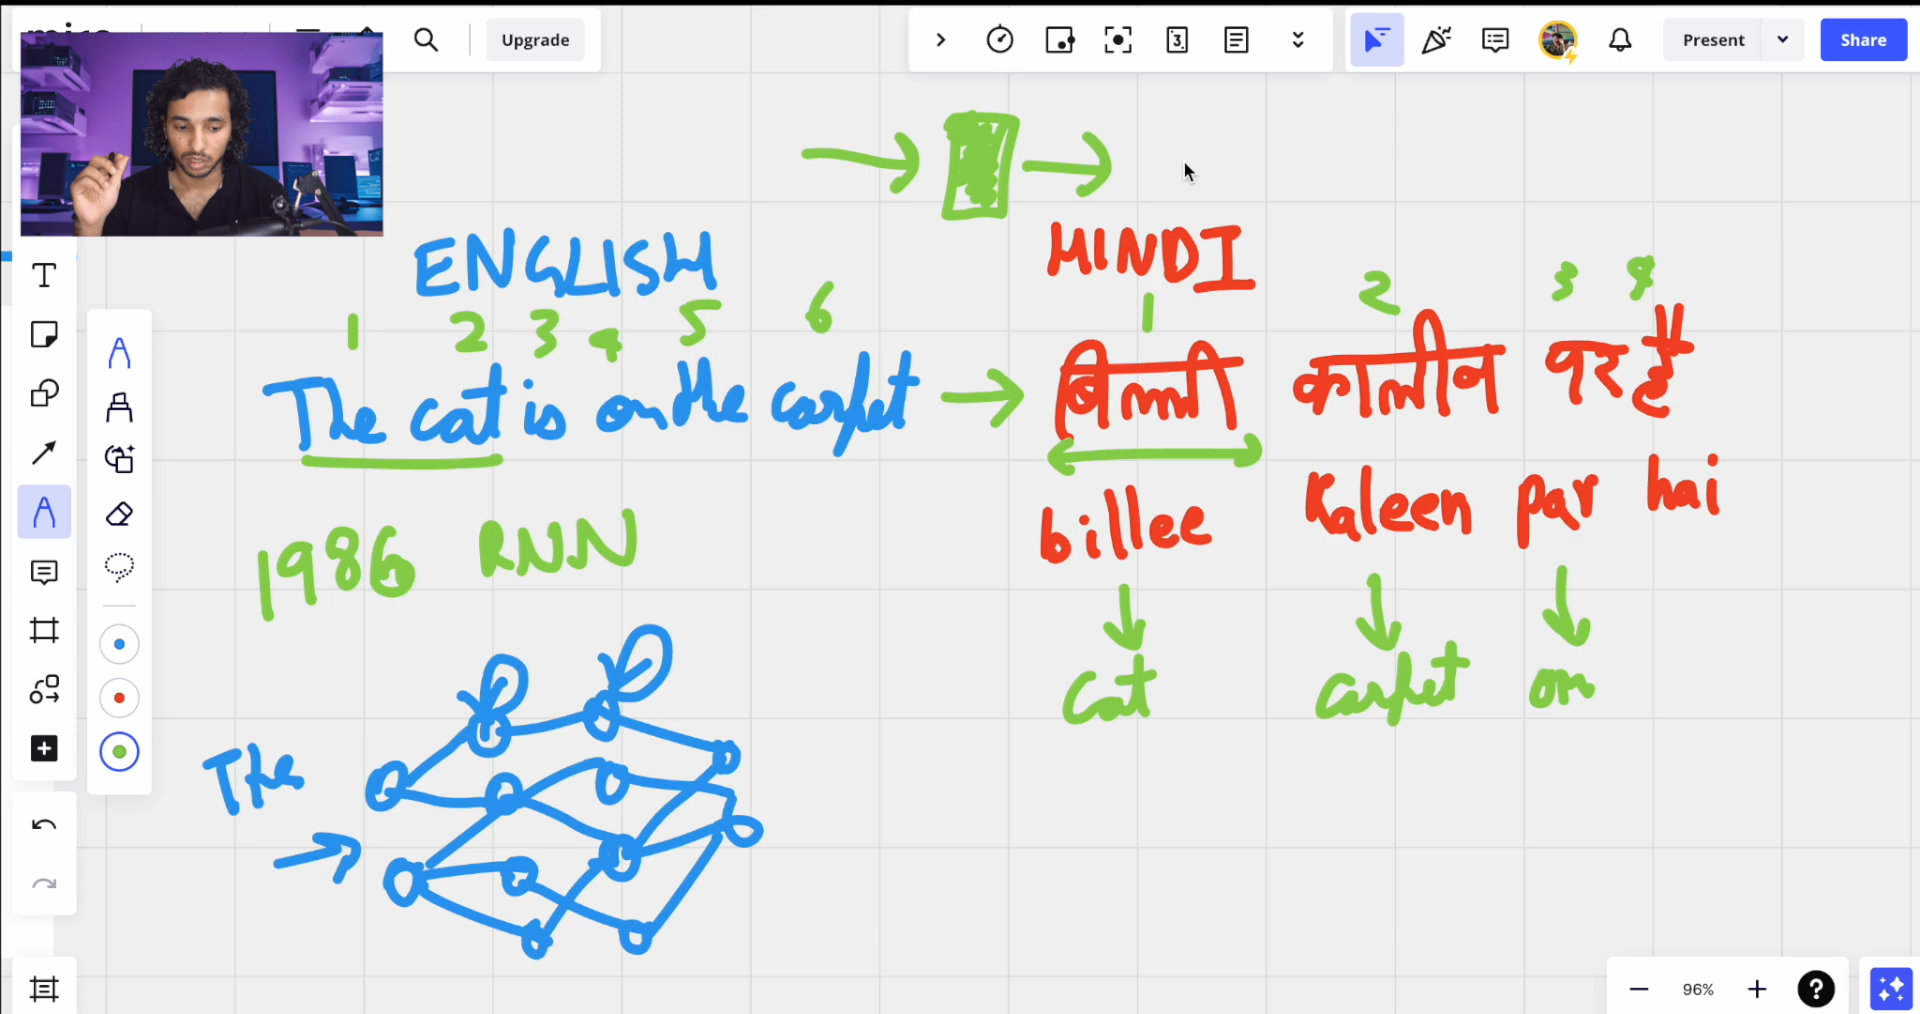 Upgrade
3
Present
Share
ENGLISH
HINDI
1 2 3 4 5 6
1 2 3 4
The cat is on the carpet → बिल्ली कालीन पर है
billee Kaleen par hai
1986 RNN
Cat carpet on
The
T
96%
?